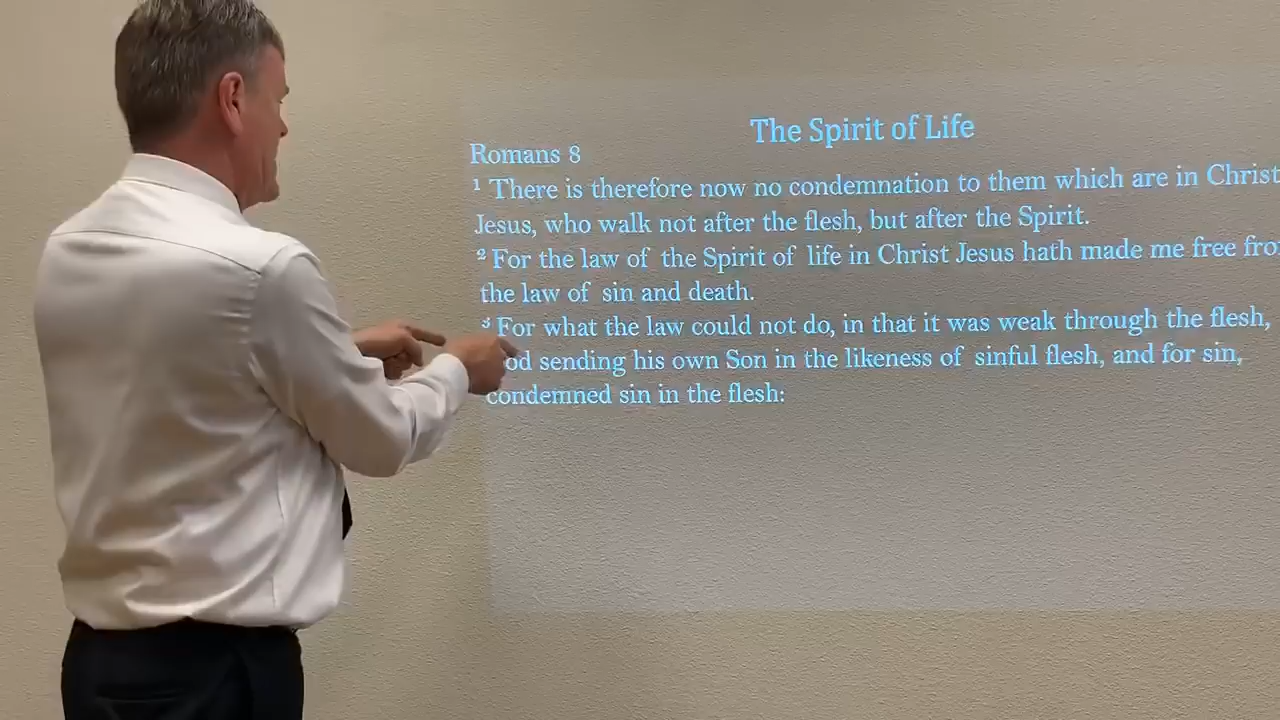 The Spirit of Life
Romans 8
¹ There is therefore now no condemnation to them which are in Christ
Jesus, who walk not after the flesh, but after the Spirit.
² For the law of the Spirit of life in Christ Jesus hath made me free
the law of sin and death.
³ For what the law could not do, in that it was weak through the flesh,
sending his own Son in the likeness of sinful flesh, and for sin,
condemned sin in the flesh: